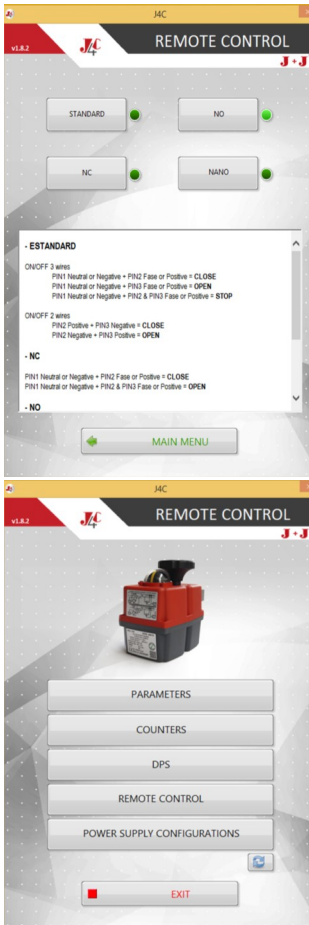 J4C
v1.8.2
J4C
REMOTE CONTROL
J+J
STANDARD
NO
NC
NANO
- ESTANDARD
ON/OFF 3 wires
PIN1 Neutral or Negative + PIN2 Fase or Postive = CLOSE
PIN1 Neutral or Negative + PIN3 Fase or Positive = OPEN
PIN1 Neutral or Negative + PIN2 & PIN3 Fase or Positive = STOP
ON/OFF 2 wires
PIN2 Positive + PIN3 Negative = CLOSE
PIN2 Negative + PIN3 Positive = OPEN
- NC
PIN1 Neutral or Negative + PIN2 Fase or Positive = CLOSE
PIN1 Neutral or Negative + PIN2 & PIN3 Fase or Positive = OPEN
- NO
MAIN MENU
J4C
v1.8.2
J4C
REMOTE CONTROL
J+J
PARAMETERS
COUNTERS
DPS
REMOTE CONTROL
POWER SUPPLY CONFIGURATIONS
EXIT